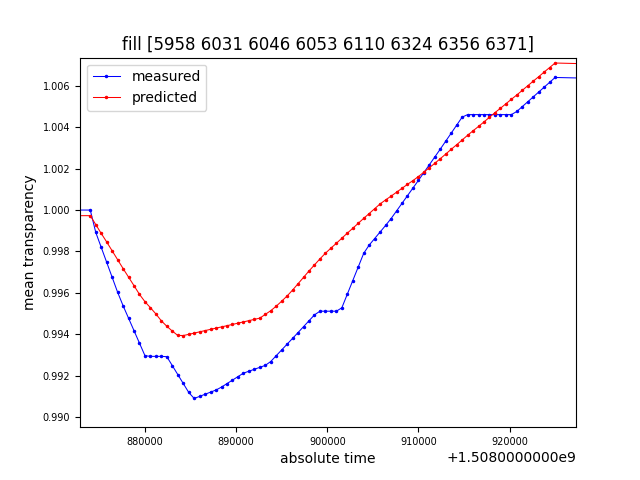 fill [5958 6031 6046 6053 6110 6324 6356 6371]
measured
predicted
mean transparency
1.006
1.004
1.002
1.000
0.998
0.996
0.994
0.992
0.990
880000 890000 900000 910000 920000
absolute time
+1.5080000000e9